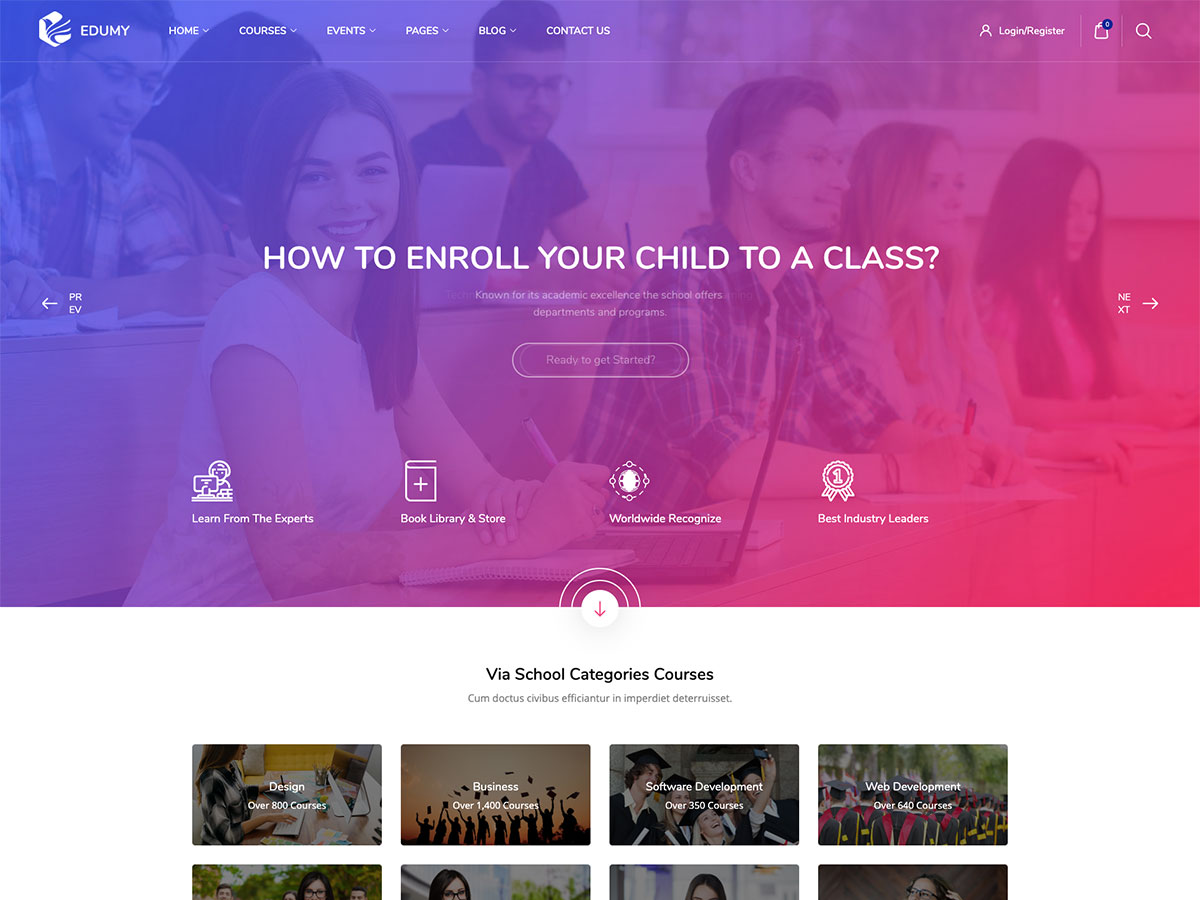 EDUMY HOME COURSES EVENTS PAGES BLOG CONTACT US Login/Register 0
HOW TO ENROLL YOUR CHILD TO A CLASS?
Known for its academic excellence the school offers
departments and programs.
PR
EV
NE
XT
Ready to get Started?
1
Learn From The Experts Book Library & Store Worldwide Recognize Best Industry Leaders
Via School Categories Courses
Cum doctus civibus efficiantur in imperdiet deterruisset.
Design Business Software Development Web Development
Over 800 Courses Over 1,400 Courses Over 350 Courses Over 640 Courses